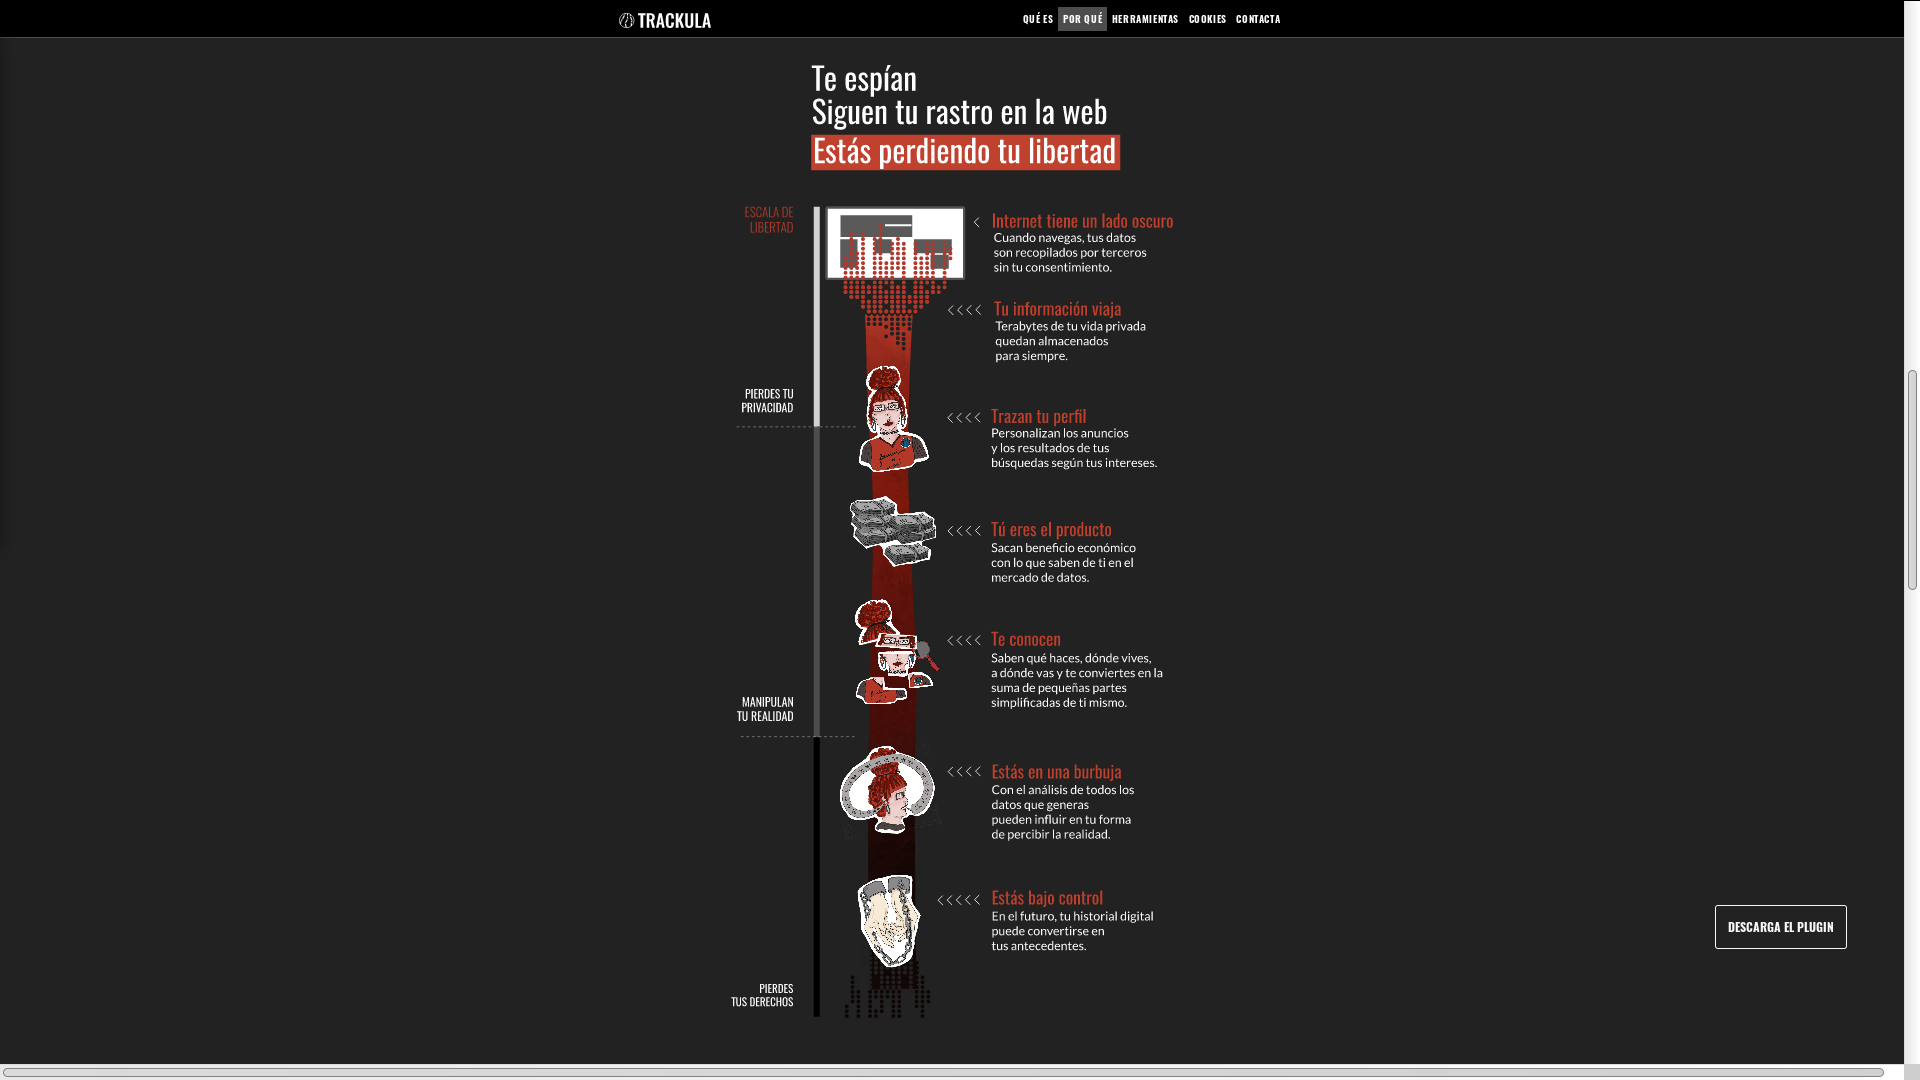 TRACKULA
QUÉ ES
POR QUÉ
HERRAMIENTAS
COOKIES
CONTACTA
Te espían
Siguen tu rastro en la web
Estás perdiendo tu libertad
ESCALA DE
LIBERTAD
Internet tiene un lado oscuro
Cuando navegas, tus datos
son recopilados por terceros
sin tu consentimiento.
Tu información viaja
Terabytes de tu vida privada
quedan almacenados
para siempre.
PIERDES TU
PRIVACIDAD
Trazan tu perfil
Personalizan los anuncios
y los resultados de tus
búsquedas según tus intereses.
Tú eres el producto
Sacan beneficio económico
con lo que saben de ti en el
mercado de datos.
Te conocen
Saben qué haces, dónde vives,
a dónde vas y te conviertes en la
suma de pequeñas partes
simplificadas de ti mismo.
MANIPULAN
TU REALIDAD
Estás en una burbuja
Con el análisis de todos los
datos que generas
pueden influir en tu forma
de percibir la realidad.
Estás bajo control
En el futuro, tu historial digital
puede convertirse en
tus antecedentes.
DESCARGA EL PLUGIN
PIERDES
TUS DERECHOS